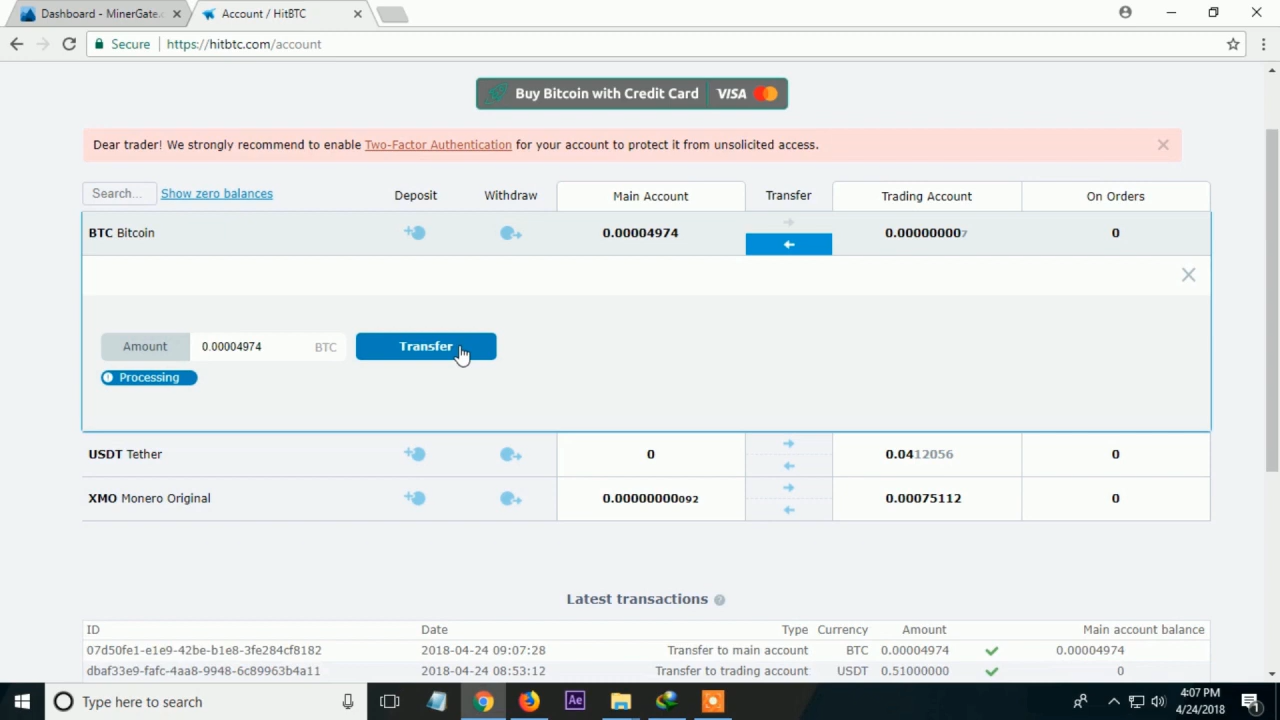 Dashboard - MinerGate.c
Account / HitBTC
Secure
https://hitbtc.com/account
Buy Bitcoin with Credit Card VISA
Dear trader! We strongly recommend to enable Two-Factor Authentication for your account to protect it from unsolicited access.
Search... Show zero balances Deposit Withdraw Main Account Transfer Trading Account On Orders
BTC Bitcoin 0.00004974 0.000000007 0
Amount 0.00004974 BTC Transfer
Processing
USDT Tether 0 0.0412056 0
XMO Monero Original 0.00000000092 0.00075112 0
Latest transactions
ID Date Type Currency Amount Main account balance
07d50fe1-e1e9-42be-b1e8-3fe284cf8182 2018-04-24 09:07:28 Transfer to main account BTC 0.00004974 0.00004974
dbaf33e9-fafc-4aa8-9948-6c89963b4a11 2018-04-24 08:53:12 Transfer to trading account USDT 0.51000000 0
Type here to search
Ae
4:07 PM
4/24/2018
1